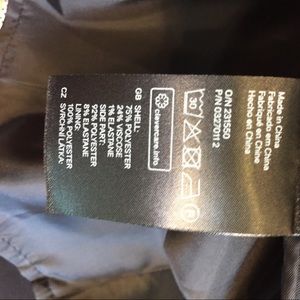 Made in China
Fabricado en China
Fabriqué en Chine
Hecho en China
O/N 231550
P/N 0327011 2
30
clevercare.info
GB SHELL:
75% POLYESTER
24% VISCOSE
1% ELASTANE
SIDE PART:
92% POLYESTER
8% ELASTANE
LINING:
100% POLYESTER
CZ SVRCHNÍ LÁTKA: